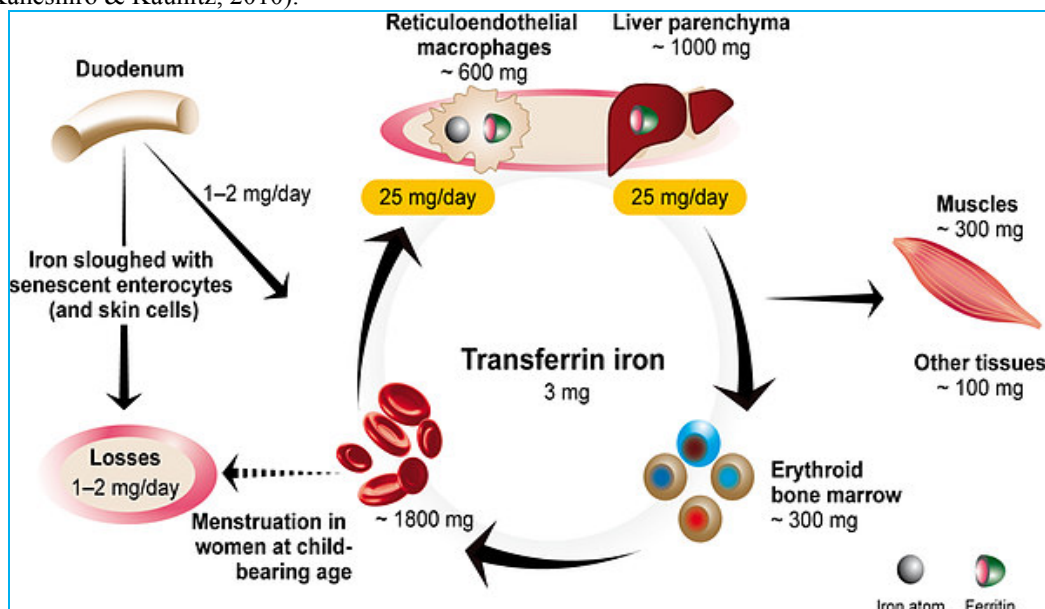 Kaneshiro & Kaunitz, 2010).
Duodenum
Reticuloendothelial
macrophages
~ 600 mg
Liver parenchyma
~ 1000 mg
1–2 mg/day
25 mg/day
25 mg/day
Iron sloughed with
senescent enterocytes
(and skin cells)
Muscles
~ 300 mg
Transferrin iron
3 mg
Other tissues
~ 100 mg
Losses
1–2 mg/day
Menstruation in
women at child-
bearing age
~ 1800 mg
Erythroid
bone marrow
~ 300 mg
Iron atom
Ferritin